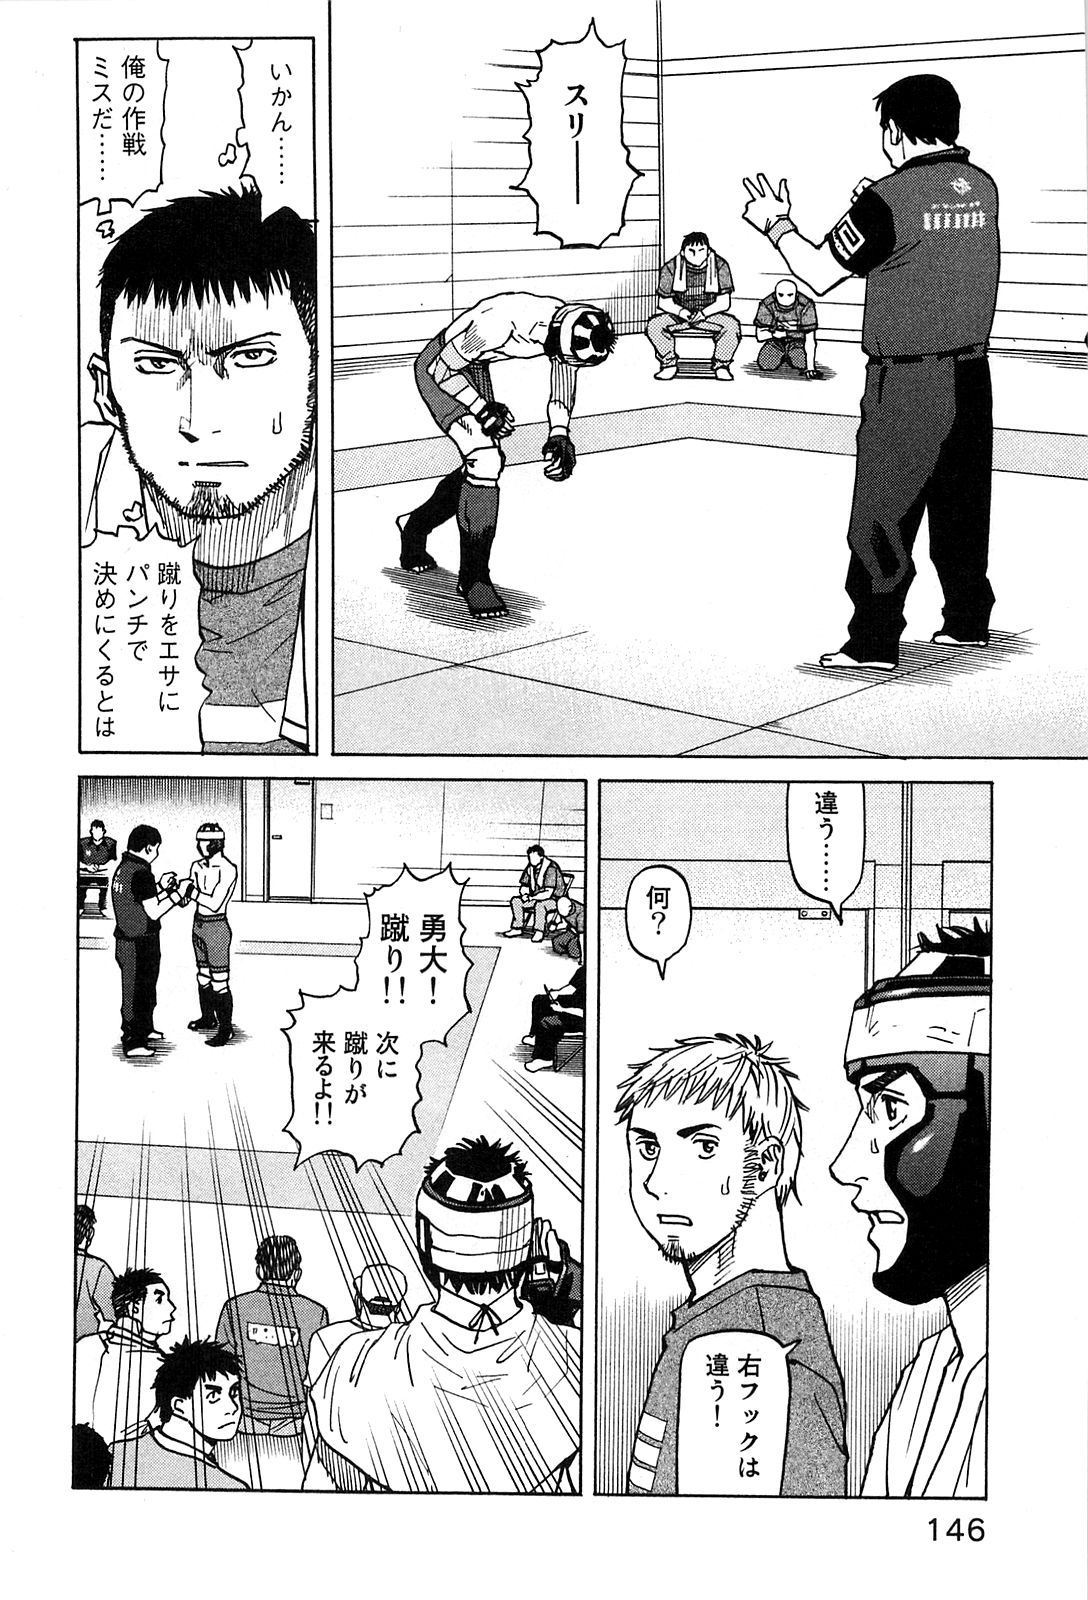 スリー
いかん……
俺の作戦
ミスだ……
蹴りをエサに
パンチで
決めにくるとは
違う……
何？
右フックは
違う！
勇大！
蹴り!!
次に
蹴りが
来るよ!!
146